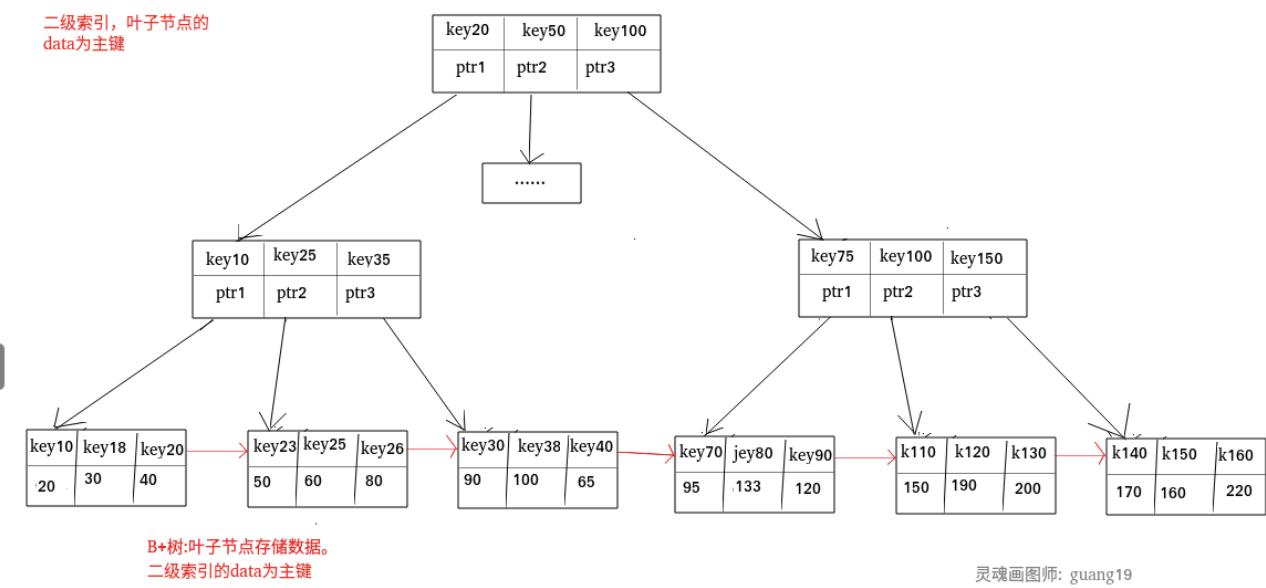 二级索引，叶子节点的
data为主键
key20 key50 key100
ptr1 ptr2 ptr3
......
key10 key25 key35
ptr1 ptr2 ptr3
key75 key100 key150
ptr1 ptr2 ptr3
key10 key18 key20
20 30 40
key23 key25 key26
50 60 80
key30 key38 key40
90 100 65
key70 jey80 key90
95 133 120
k110 k120 k130
150 190 200
k140 k150 k160
170 160 220
B+树:叶子节点存储数据。
二级索引的data为主键
灵魂画图师: guang19